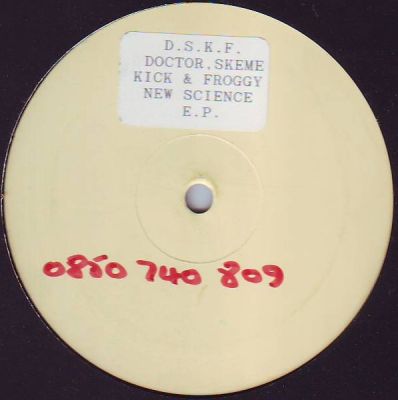 D.S.K.F.
DOCTOR.SKEME
KICK & FROGGY
NEW SCIENCE
E.P.
0850 740 809